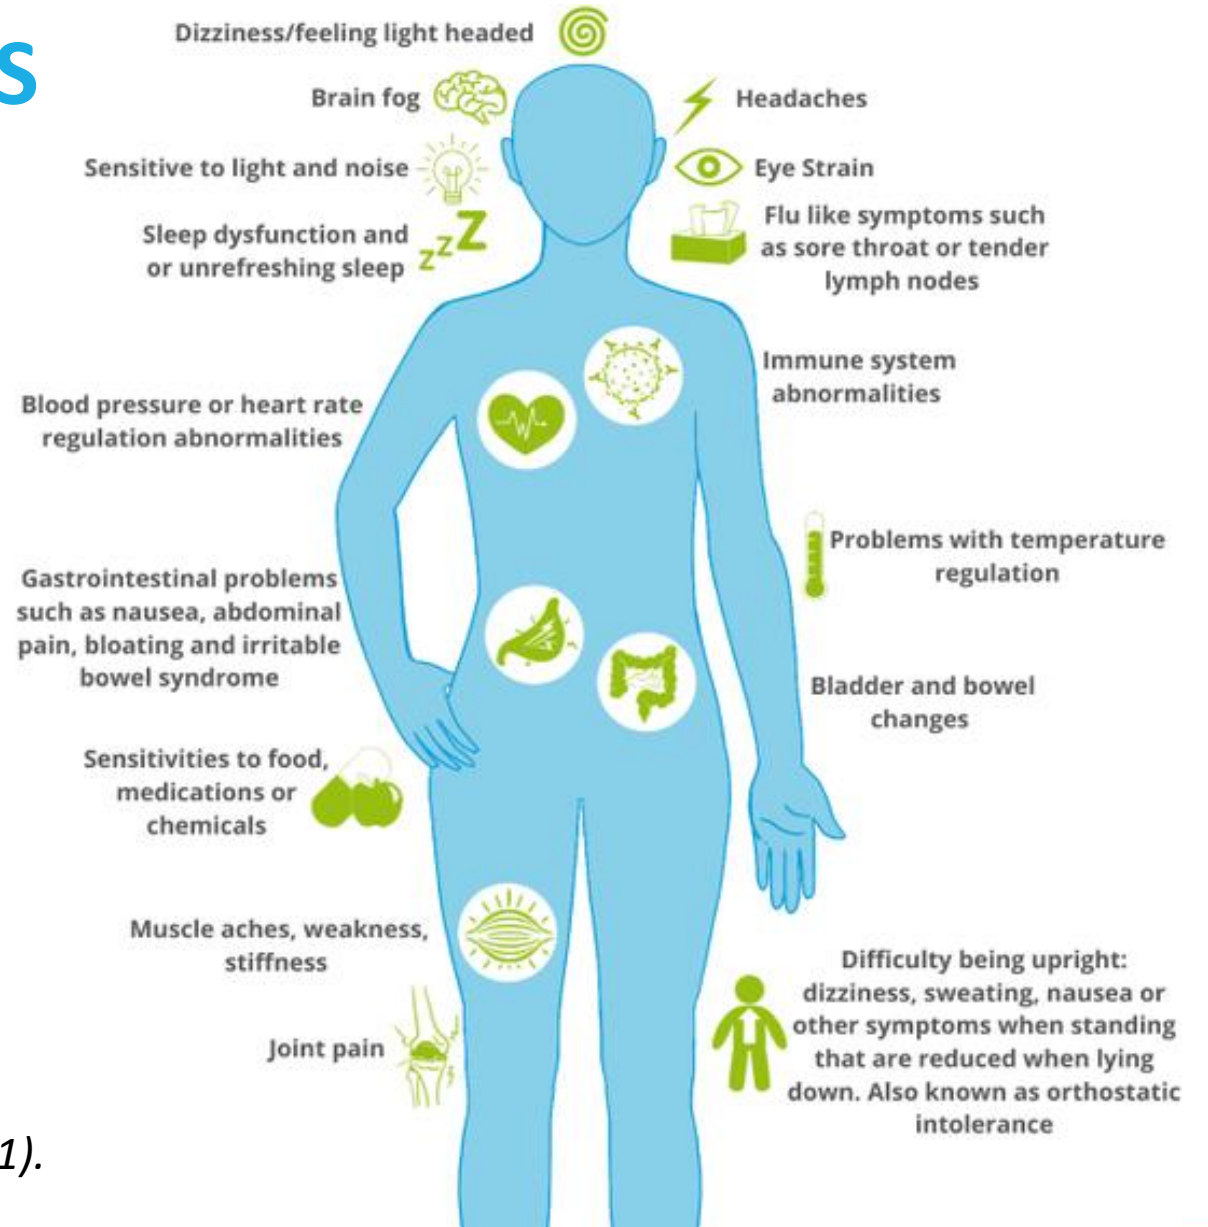 S
Dizziness/feeling light headed
Brain fog
Headaches
Sensitive to light and noise
Eye Strain
Sleep dysfunction and
or unrefreshing sleep
zzZ
Flu like symptoms such
as sore throat or tender
lymph nodes
Immune system
abnormalities
Blood pressure or heart rate
regulation abnormalities
Problems with temperature
regulation
Gastrointestinal problems
such as nausea, abdominal
pain, bloating and irritable
bowel syndrome
Bladder and bowel
changes
Sensitivities to food,
medications or
chemicals
Muscle aches, weakness,
stiffness
Difficulty being upright:
dizziness, sweating, nausea or
other symptoms when standing
that are reduced when lying
down. Also known as orthostatic
intolerance
Joint pain
1).